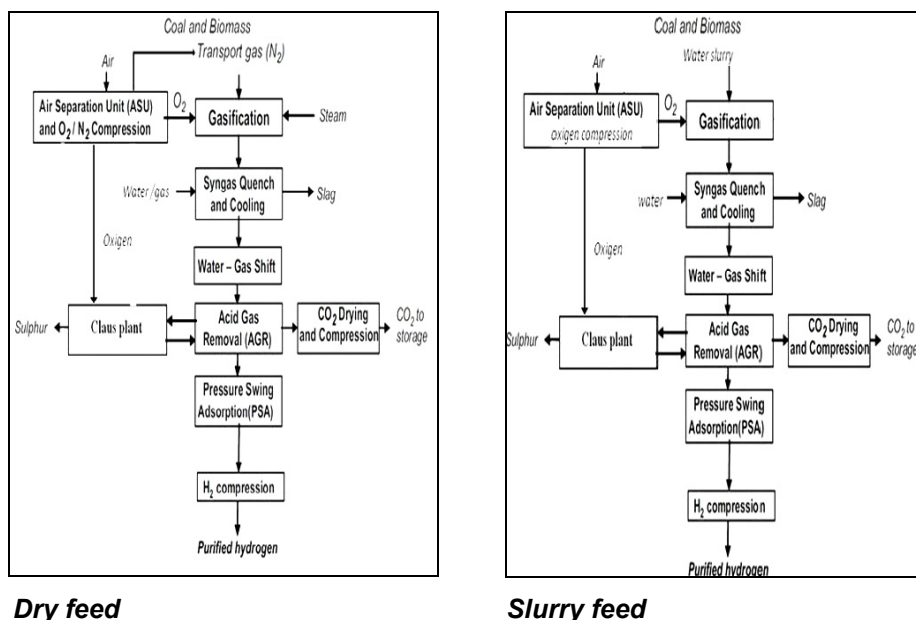 Coal and Biomass
Transport gas (N2)
Air
Air Separation Unit (ASU)
and O2 / N2 Compression
O2
Gasification
Steam
Water/gas
Syngas Quench
and Cooling
Slag
Oxigen
Water – Gas Shift
Sulphur
Claus plant
Acid Gas
Removal (AGR)
CO2 Drying
and Compression
CO2 to
storage
Pressure Swing
Adsorption(PSA)
H2 compression
Purified hydrogen
Dry feed
Coal and Biomass
Water slurry
Air
Air Separation Unit (ASU)
oxigen compression
O2
Gasification
water
Syngas Quench
and Cooling
Slag
Oxigen
Water – Gas Shift
Sulphur
Claus plant
Acid Gas
Removal (AGR)
CO2 Drying
and Compression
CO2 to
storage
Pressure Swing
Adsorption(PSA)
H2 compression
Purified hydrogen
Slurry feed